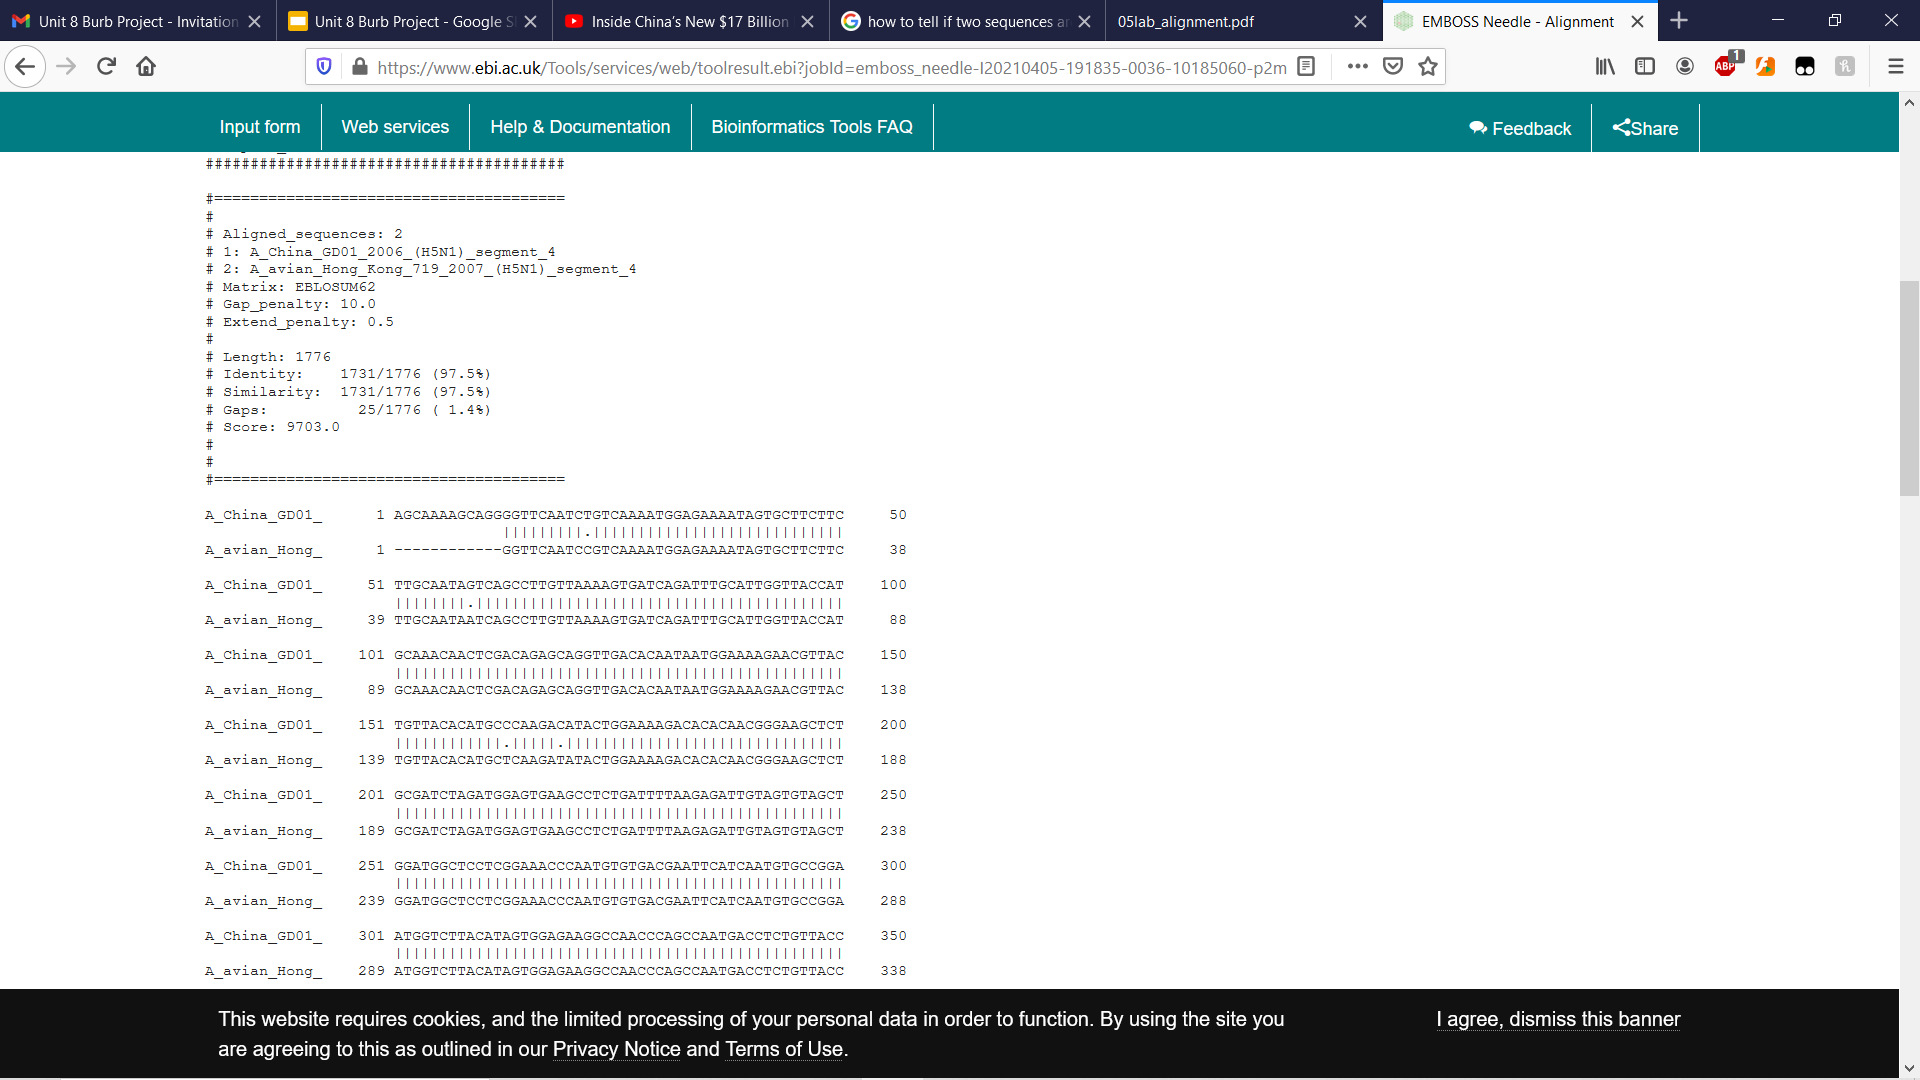 Unit 8 Burb Project - Invitation
Unit 8 Burb Project - Google S
Inside China's New $17 Billion
how to tell if two sequences a
05lab_alignment.pdf
EMBOSS Needle - Alignment
https://www.ebi.ac.uk/Tools/services/web/toolresult.ebi?jobId=emboss_needle-I20210405-191835-0036-10185060-p2m
ABP 1
Input form
Web services
Help & Documentation
Bioinformatics Tools FAQ
Feedback
Share
########################################
#=======================================
#
# Aligned_sequences: 2
# 1: A_China_GD01_2006_(H5N1)_segment_4
# 2: A_avian_Hong_Kong_719_2007_(H5N1)_segment_4
# Matrix: EBLOSUM62
# Gap_penalty: 10.0
# Extend_penalty: 0.5
#
# Length: 1776
# Identity: 1731/1776 (97.5%)
# Similarity: 1731/1776 (97.5%)
# Gaps: 25/1776 ( 1.4%)
# Score: 9703.0
#
#
#=======================================
A_China_GD01_ 1 AGCAAAAGCAGGGGTTCAATCTGTCAAAATGGAGAAAATAGTGCTTCTTC 50
|||||||||.||||||||||||||||||||||||||||
A_avian_Hong_ 1 ------------GGTTCAATCCGTCAAAATGGAGAAAATAGTGCTTCTTC 38
A_China_GD01_ 51 TTGCAATAGTCAGCCTTGTTAAAAGTGATCAGATTTGCATTGGTTACCAT 100
||||||||.|||||||||||||||||||||||||||||||||||||||||
A_avian_Hong_ 39 TTGCAATAATCAGCCTTGTTAAAAGTGATCAGATTTGCATTGGTTACCAT 88
A_China_GD01_ 101 GCAAACAACTCGACAGAGCAGGTTGACACAATAATGGAAAAGAACGTTAC 150
||||||||||||||||||||||||||||||||||||||||||||||||||
A_avian_Hong_ 89 GCAAACAACTCGACAGAGCAGGTTGACACAATAATGGAAAAGAACGTTAC 138
A_China_GD01_ 151 TGTTACACATGCCCAAGACATACTGGAAAAGACACACAACGGGAAGCTCT 200
||||||||||||.|||||.|||||||||||||||||||||||||||||||
A_avian_Hong_ 139 TGTTACACATGCTCAAGATATACTGGAAAAGACACACAACGGGAAGCTCT 188
A_China_GD01_ 201 GCGATCTAGATGGAGTGAAGCCTCTGATTTTAAGAGATTGTAGTGTAGCT 250
||||||||||||||||||||||||||||||||||||||||||||||||||
A_avian_Hong_ 189 GCGATCTAGATGGAGTGAAGCCTCTGATTTTAAGAGATTGTAGTGTAGCT 238
A_China_GD01_ 251 GGATGGCTCCTCGGAAACCCAATGTGTGACGAATTCATCAATGTGCCGGA 300
||||||||||||||||||||||||||||||||||||||||||||||||||
A_avian_Hong_ 239 GGATGGCTCCTCGGAAACCCAATGTGTGACGAATTCATCAATGTGCCGGA 288
A_China_GD01_ 301 ATGGTCTTACATAGTGGAGAAGGCCAACCCAGCCAATGACCTCTGTTACC 350
||||||||||||||||||||||||||||||||||||||||||||||||||
A_avian_Hong_ 289 ATGGTCTTACATAGTGGAGAAGGCCAACCCAGCCAATGACCTCTGTTACC 338
This website requires cookies, and the limited processing of your personal data in order to function. By using the site you
are agreeing to this as outlined in our Privacy Notice and Terms of Use.
I agree, dismiss this banner